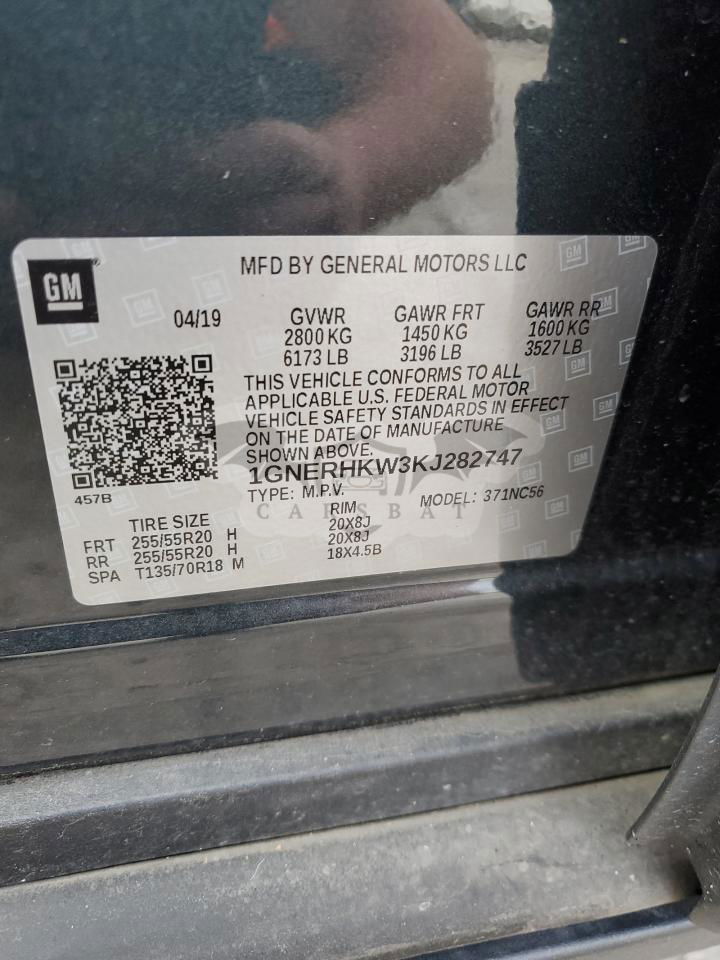 GM
MFD BY GENERAL MOTORS LLC
04/19 GVWR GAWR FRT GAWR RR
2800 KG 1450 KG 1600 KG
6173 LB 3196 LB 3527 LB
THIS VEHICLE CONFORMS TO ALL
APPLICABLE U.S. FEDERAL MOTOR
VEHICLE SAFETY STANDARDS IN EFFECT
ON THE DATE OF MANUFACTURE
SHOWN ABOVE.
1GNERHKW3KJ282747
457B
TYPE: M.P.V. MODEL: 371NC56
CARSBAT
TIRE SIZE RIM
FRT 255/55R20 H 20X8J
RR 255/55R20 H 20X8J
SPA T135/70R18 M 18X4.5B